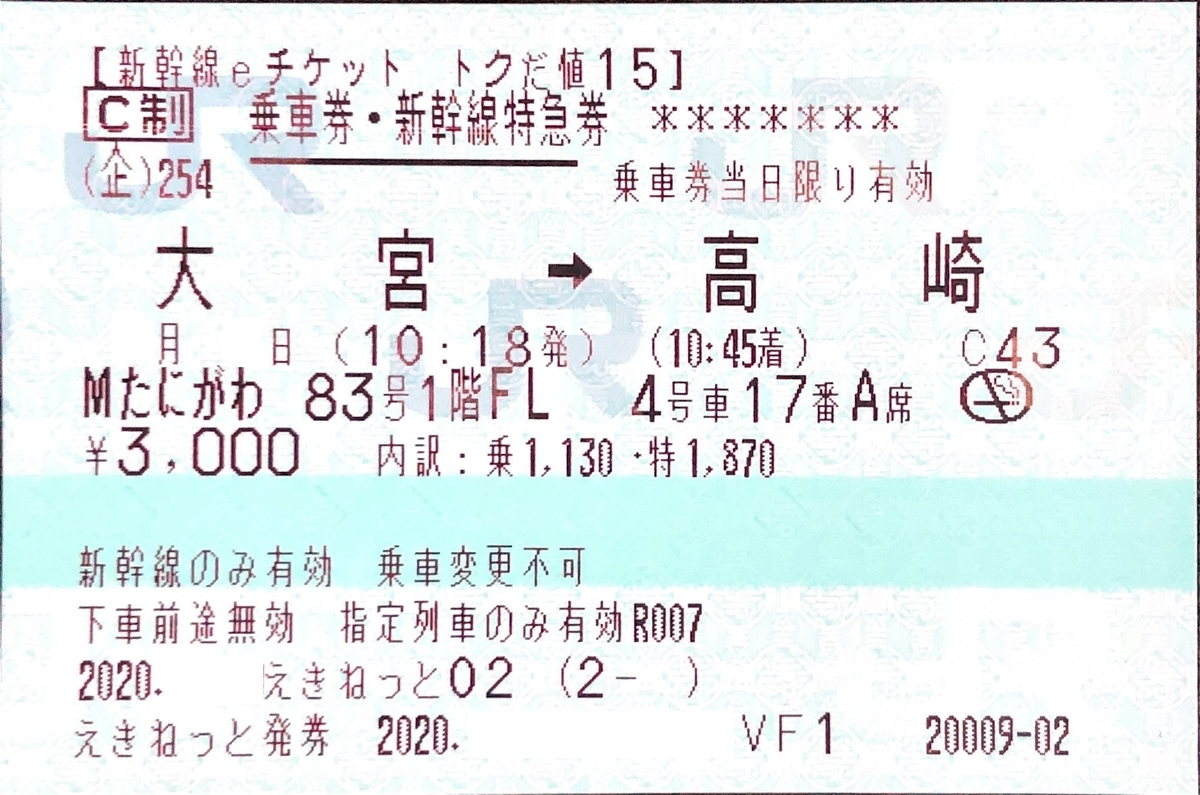 【新幹線eチケット トクだ値15】
C制 乗車券・新幹線特急券 *******
(企)254 乗車券当日限り有効
大宮 ➡ 高崎
月 日 (10:18発) (10:45着) C43
Mたにがわ 83号1階FL 4号車17番A席
¥3,000 内訳:乗1,130・特1,870
新幹線のみ有効 乗車変更不可
下車前途無効 指定列車のみ有効R007
2020. えきねっと02 (2- )
えきねっと発券 2020. VF1 20009-02